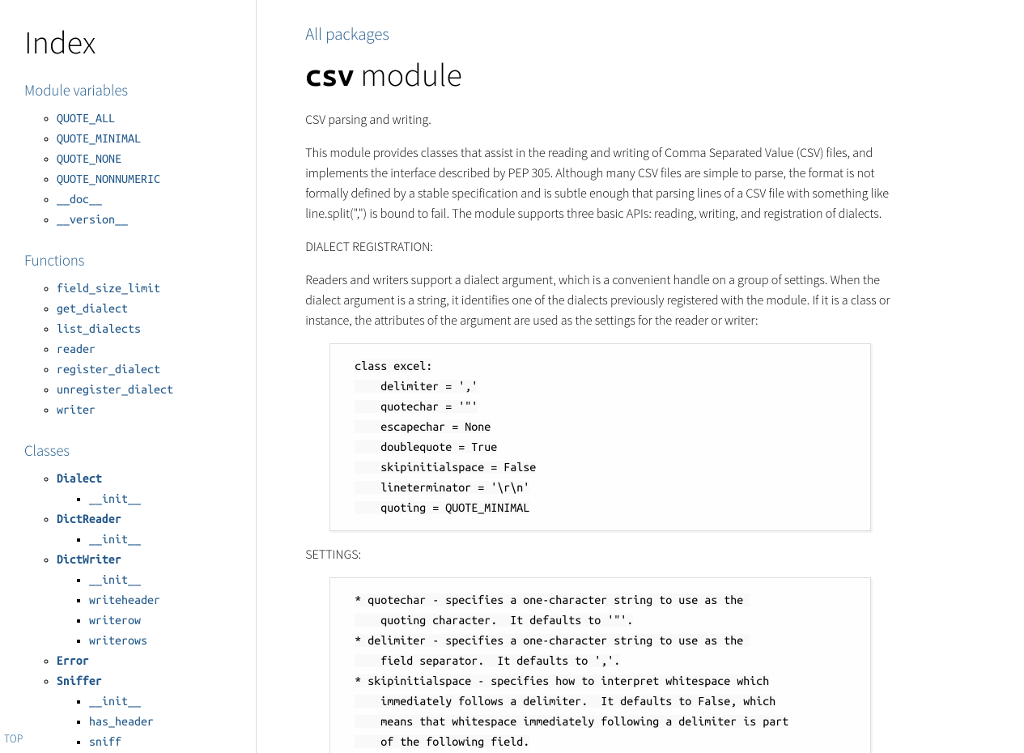 Index
Module variables
QUOTE_ALL
QUOTE_MINIMAL
QUOTE_NONE
QUOTE_NONNUMERIC
__doc__
__version__
Functions
field_size_limit
get_dialect
list_dialects
reader
register_dialect
unregister_dialect
writer
Classes
Dialect
__init__
DictReader
__init__
DictWriter
__init__
writeheader
writerow
writerows
Error
Sniffer
__init__
has_header
sniff
TOP
All packages
csv module
CSV parsing and writing.
This module provides classes that assist in the reading and writing of Comma Separated Value (CSV) files, and
implements the interface described by PEP 305. Although many CSV files are simple to parse, the format is not
formally defined by a stable specification and is subtle enough that parsing lines of a CSV file with something like
line.split(",") is bound to fail. The module supports three basic APIs: reading, writing, and registration of dialects.
DIALECT REGISTRATION:
Readers and writers support a dialect argument, which is a convenient handle on a group of settings. When the
dialect argument is a string, it identifies one of the dialects previously registered with the module. If it is a class or
instance, the attributes of the argument are used as the settings for the reader or writer:
class excel:
    delimiter = ','
    quotechar = '"'
    escapechar = None
    doublequote = True
    skipinitialspace = False
    lineterminator = '\r\n'
    quoting = QUOTE_MINIMAL
SETTINGS:
* quotechar - specifies a one-character string to use as the
    quoting character.  It defaults to '"'.
* delimiter - specifies a one-character string to use as the
    field separator.  It defaults to ','.
* skipinitialspace - specifies how to interpret whitespace which
    immediately follows a delimiter.  It defaults to False, which
    means that whitespace immediately following a delimiter is part
    of the following field.